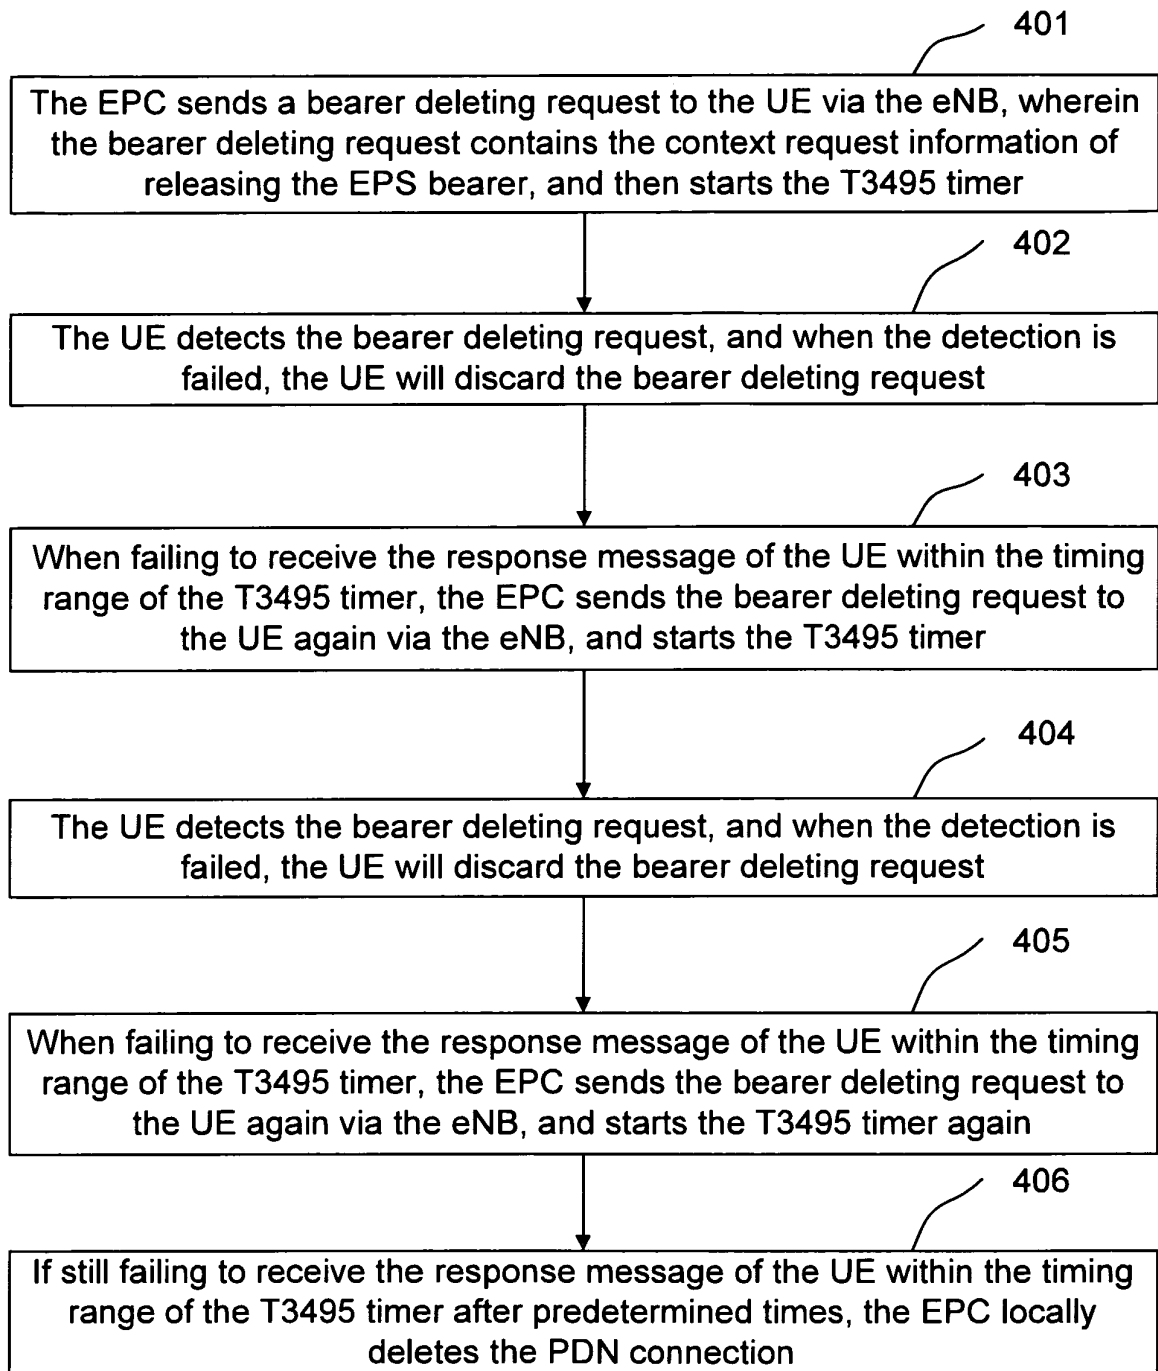 401
The EPC sends a bearer deleting request to the UE via the eNB, wherein
the bearer deleting request contains the context request information of
releasing the EPS bearer, and then starts the T3495 timer
402
The UE detects the bearer deleting request, and when the detection is
failed, the UE will discard the bearer deleting request
403
When failing to receive the response message of the UE within the timing
range of the T3495 timer, the EPC sends the bearer deleting request to
the UE again via the eNB, and starts the T3495 timer
404
The UE detects the bearer deleting request, and when the detection is
failed, the UE will discard the bearer deleting request
405
When failing to receive the response message of the UE within the timing
range of the T3495 timer, the EPC sends the bearer deleting request to
the UE again via the eNB, and starts the T3495 timer again
406
If still failing to receive the response message of the UE within the timing
range of the T3495 timer after predetermined times, the EPC locally
deletes the PDN connection